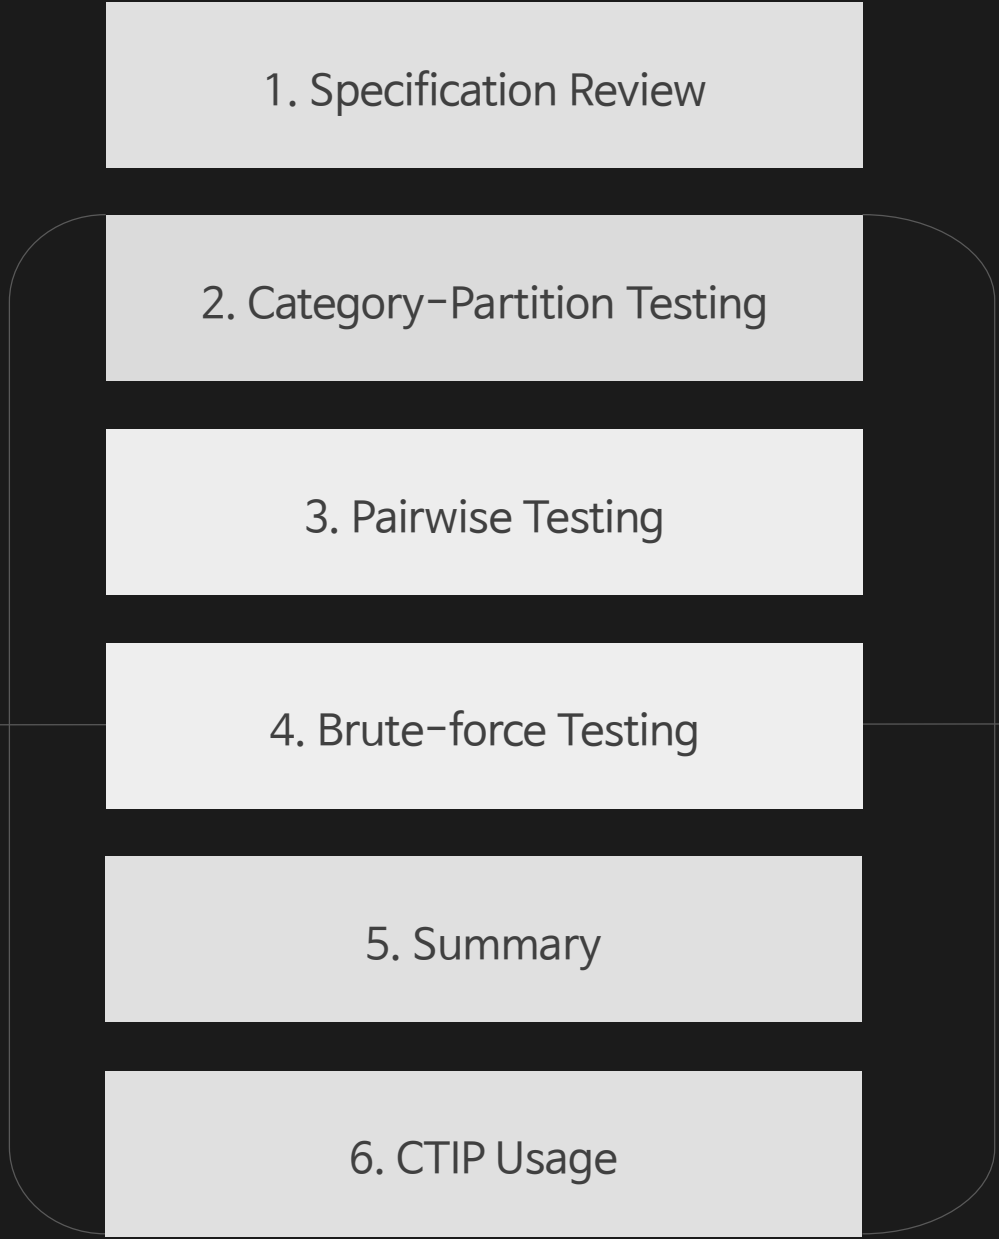 1. Specification Review
2. Category-Partition Testing
3. Pairwise Testing
4. Brute-force Testing
5. Summary
6. CTIP Usage